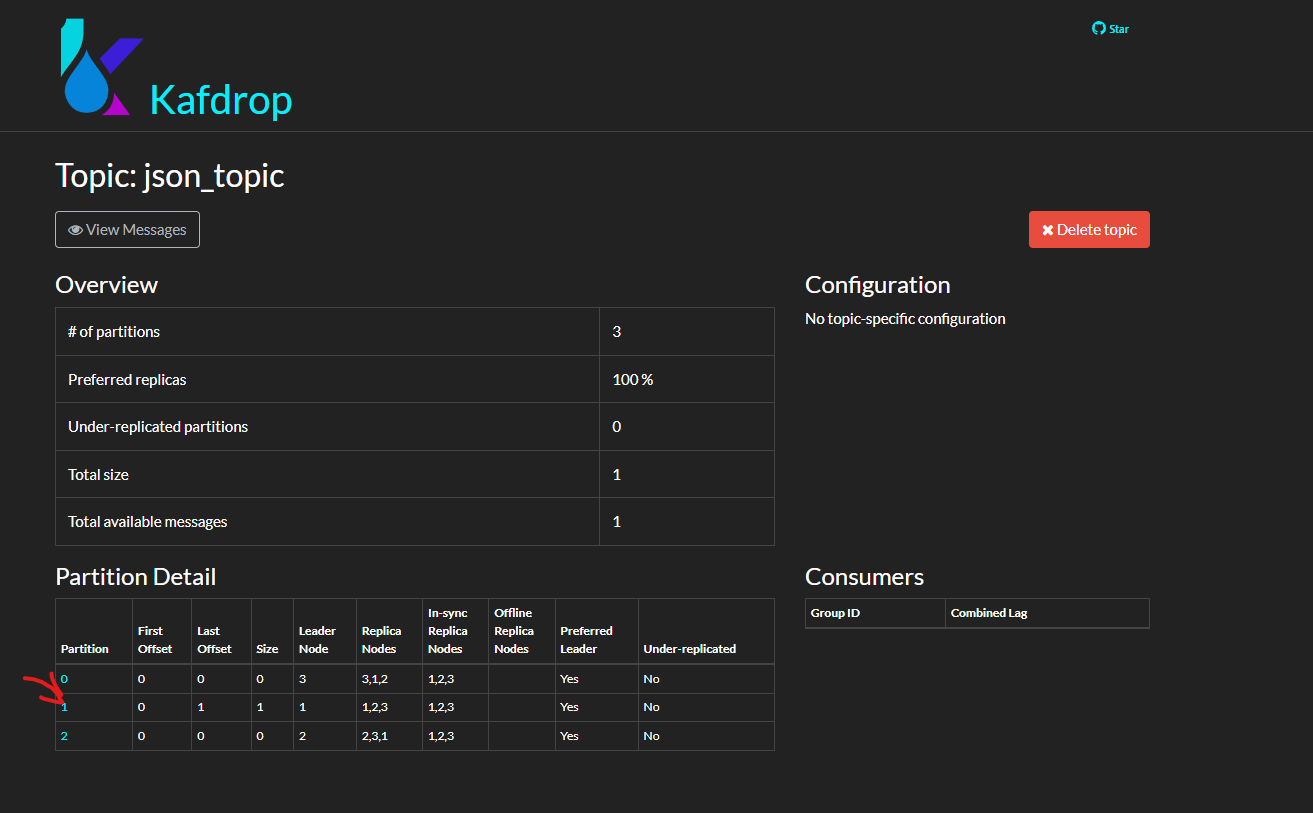 Star
Kafdrop
Topic: json_topic
View Messages
Delete topic
Overview
# of partitions 3
Preferred replicas 100 %
Under-replicated partitions 0
Total size 1
Total available messages 1
Configuration
No topic-specific configuration
Partition Detail
Partition First Offset Last Offset Size Leader Node Replica Nodes In-sync Replica Nodes Offline Replica Nodes Preferred Leader Under-replicated
0 0 0 0 3 3,1,2 1,2,3 Yes No
1 0 1 1 1 1,2,3 1,2,3 Yes No
2 0 0 0 2 2,3,1 1,2,3 Yes No
Consumers
Group ID Combined Lag